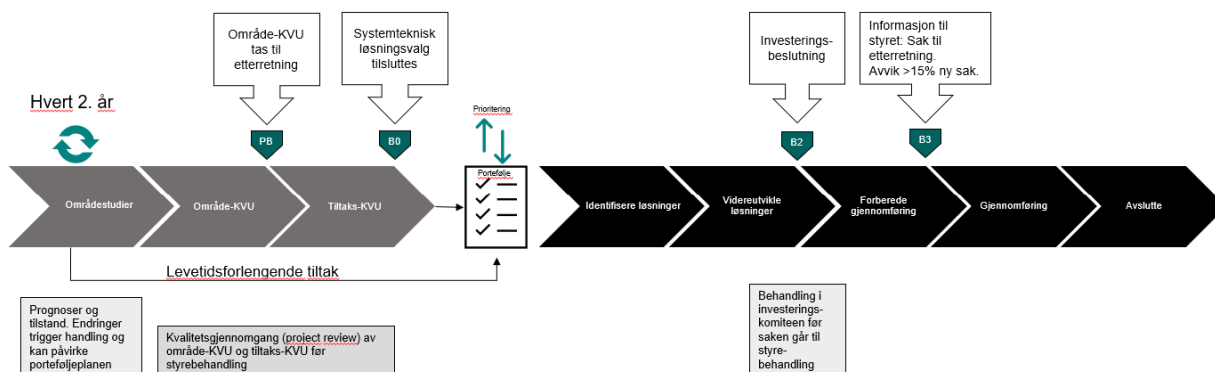 Område-KVU
tas til
etterretning
Systemteknisk
løsningsvalg
tilsluttes
Investerings-
beslutning
Informasjon til
styret: Sak til
etterretning.
Avvik >15% ny sak.
Hvert 2. år
Prioritering
PB
B0
B2
B3
Portefølje
Områdestudier
Område-KVU
Tiltaks-KVU
Identifisere løsninger
Videreutvikle
løsninger
Forberede
gjennomføring
Gjennomføring
Avslutte
Levetidsforlengende tiltak
Prognoser og
tilstand. Endringer
trigger handling og
kan påvirke
porteføljeplanen
Kvalitetsgjennomgang (project review) av
område-KVU og tiltaks-KVU før
styrebehandling
Behandling i
investerings-
komiteen før
saken går til
styre-
behandling